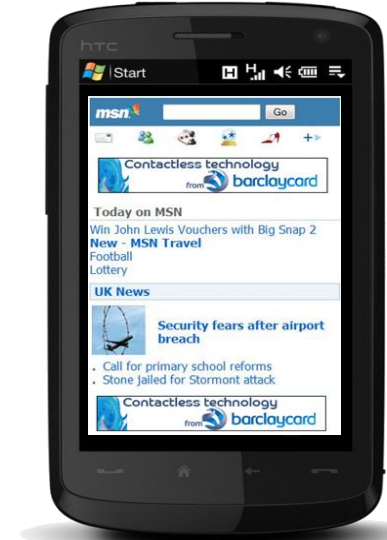 hTC
Start
H
H
msn
Go
Contactless technology
from barclaycard
Today on MSN
Win John Lewis Vouchers with Big Snap 2
New - MSN Travel
Football
Lottery
UK News
Security fears after airport
breach
Call for primary school reforms
Stone jailed for Stormont attack
Contactless technology
from barclaycard